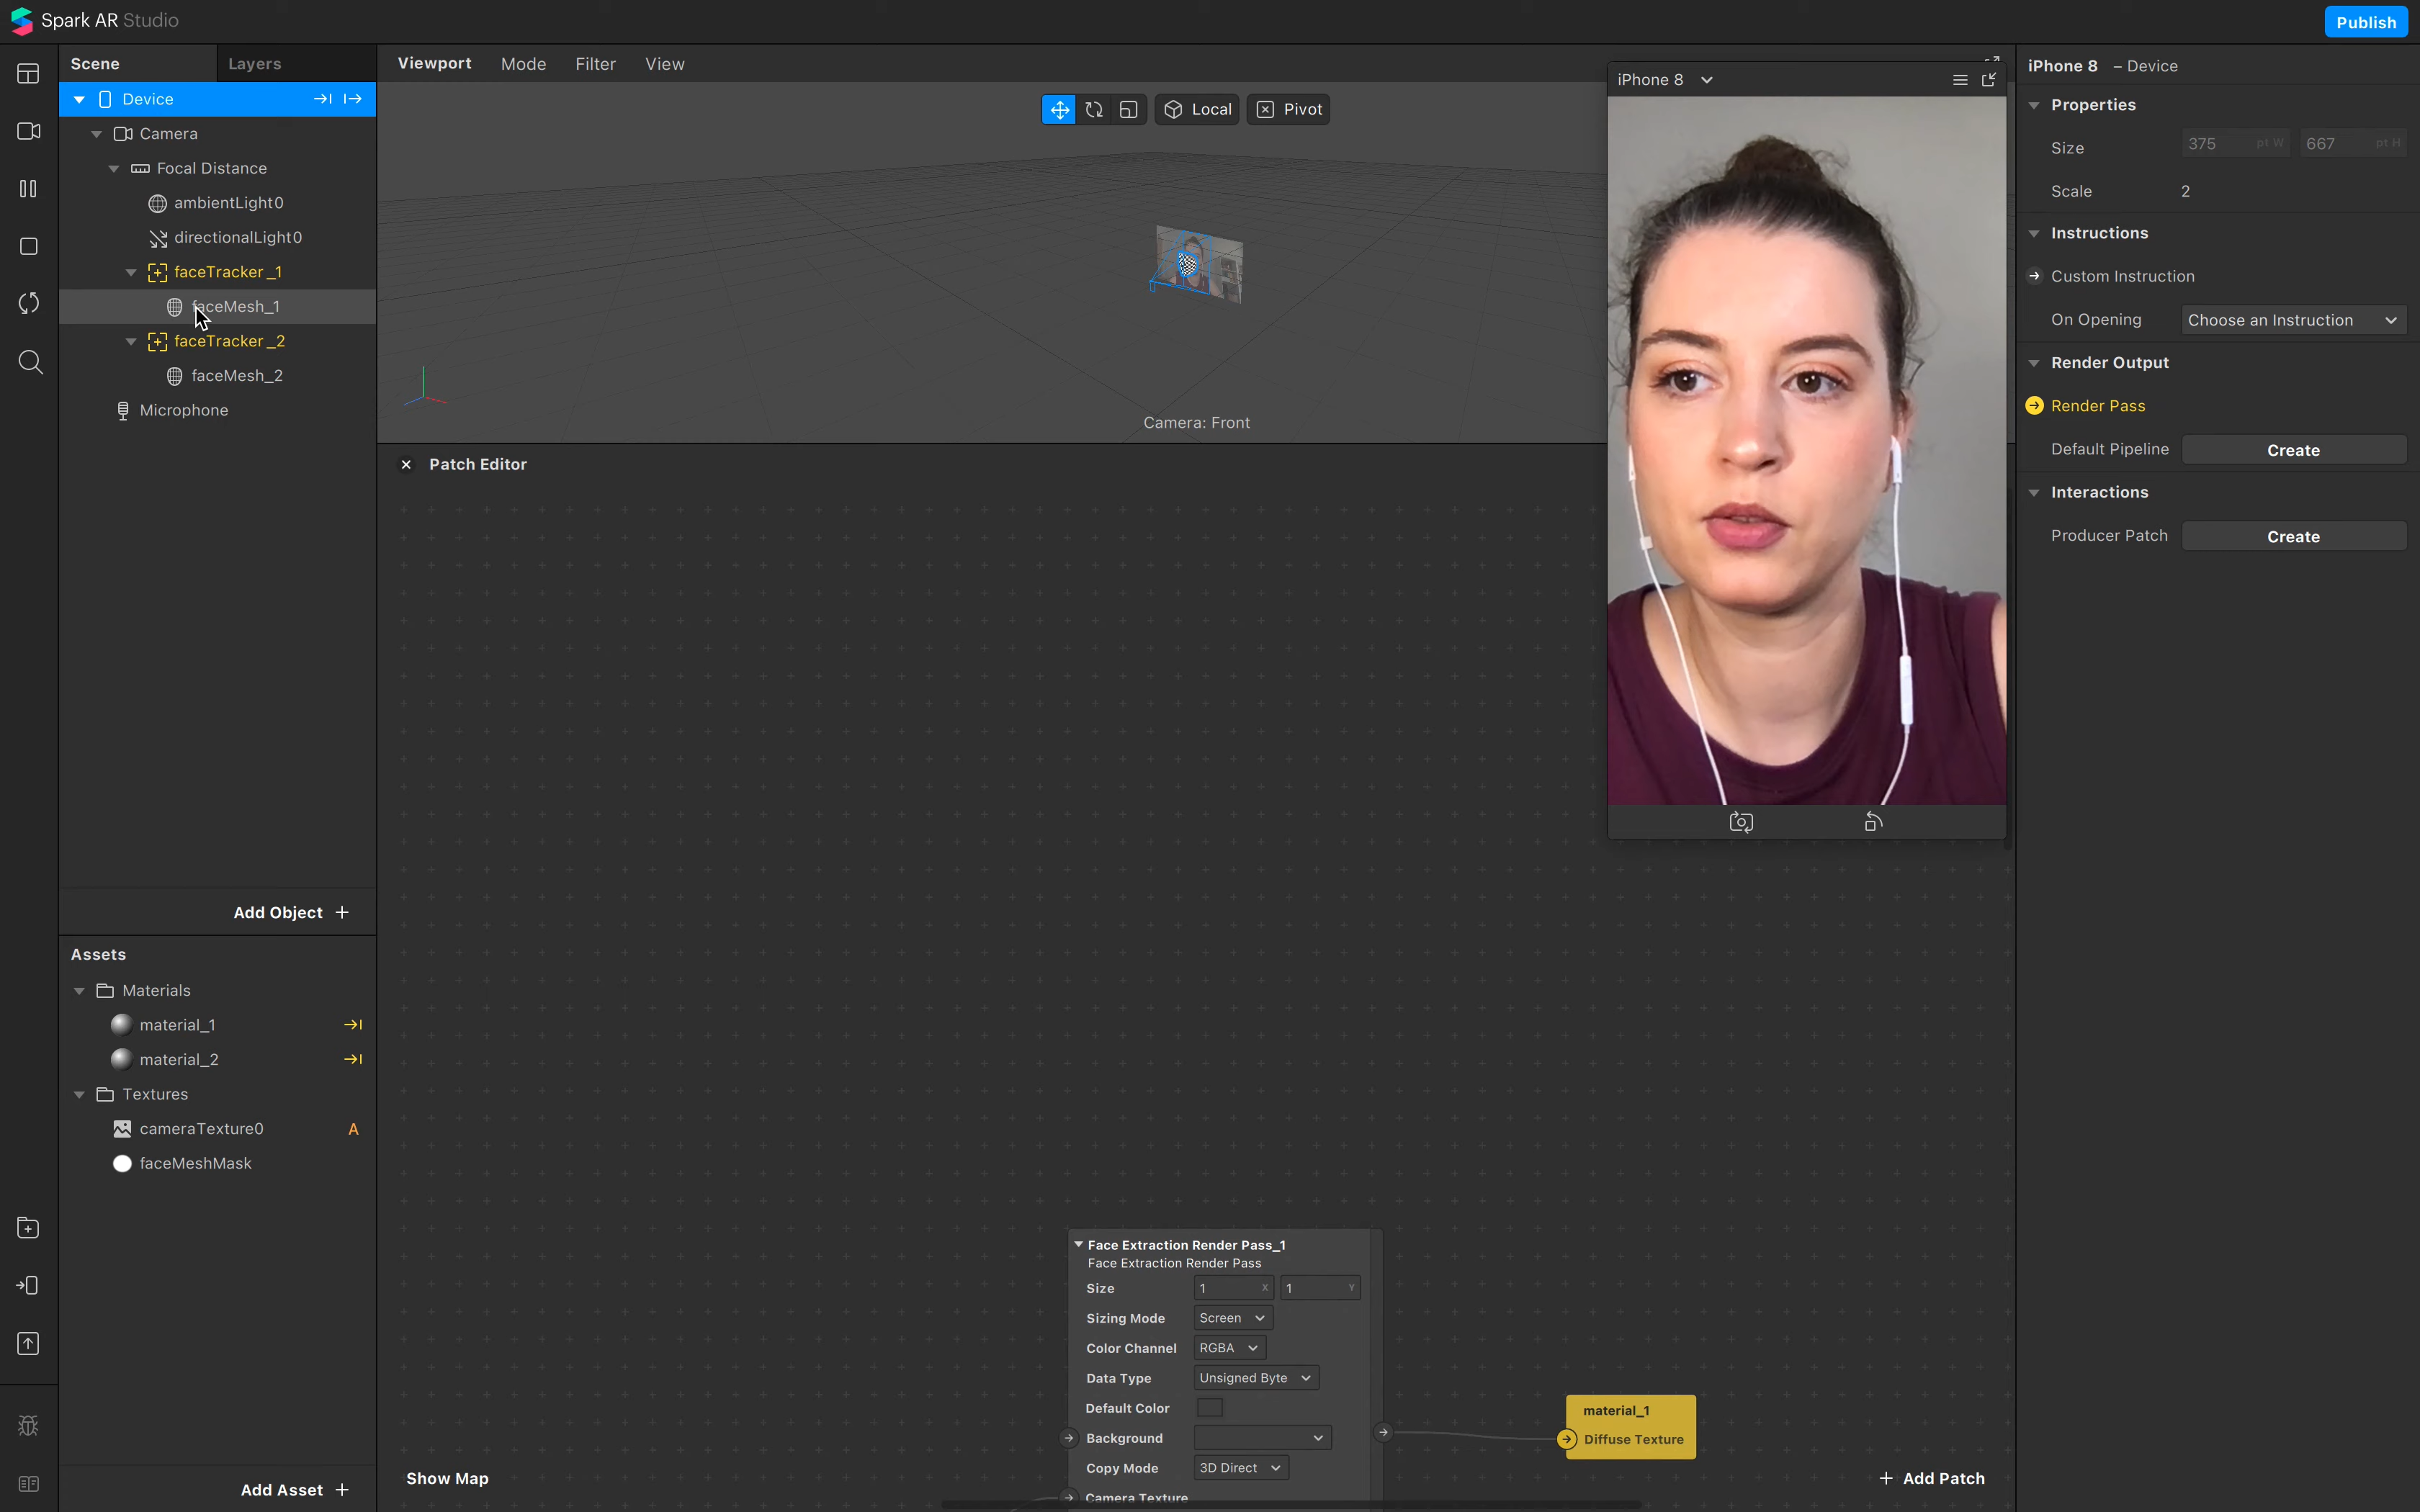 Spark AR Studio
Publish
Scene
Layers
Device
Camera
Focal Distance
ambientLight0
directionalLight0
faceTracker_1
faceMesh_1
faceTracker_2
faceMesh_2
Microphone
Add Object +
Assets
Materials
material_1
material_2
Textures
cameraTexture0 A
faceMeshMask
Add Asset +
Viewport Mode Filter View
Local
Pivot
Camera: Front
Patch Editor
Face Extraction Render Pass_1
Face Extraction Render Pass
Size 1 X 1 Y
Sizing Mode Screen
Color Channel RGBA
Data Type Unsigned Byte
Default Color
Background
Copy Mode 3D Direct
Camera Texture
material_1
Diffuse Texture
Show Map
+ Add Patch
iPhone 8
iPhone 8 – Device
Properties
Size 375 pt W 667 pt H
Scale 2
Instructions
Custom Instruction
On Opening Choose an Instruction
Render Output
Render Pass
Default Pipeline Create
Interactions
Producer Patch Create